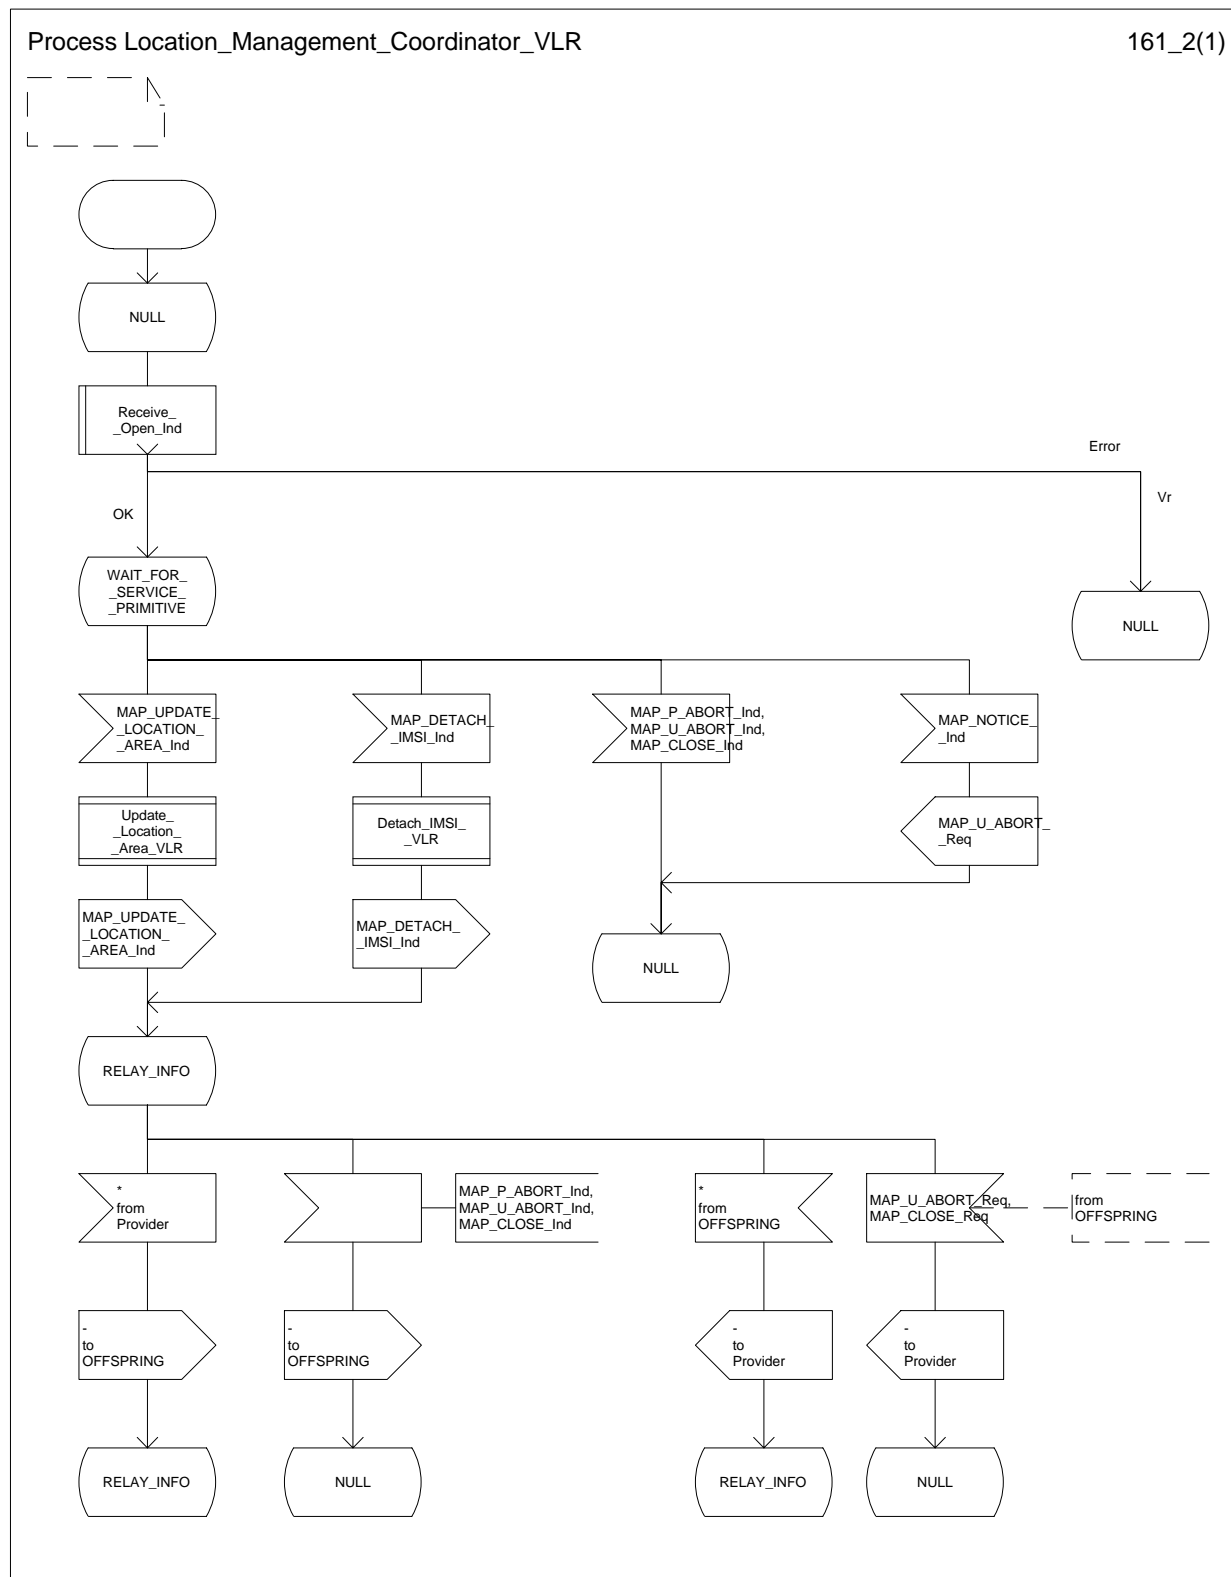 Process Location_Management_Coordinator_VLR
161_2(1)
NULL
Receive_
_Open_Ind
Error
Vr
OK
WAIT_FOR_
_SERVICE_
_PRIMITIVE
NULL
MAP_UPDATE_
_LOCATION_
_AREA_Ind
MAP_DETACH_
_IMSI_Ind
MAP_P_ABORT_Ind,
MAP_U_ABORT_Ind,
MAP_CLOSE_Ind
MAP_NOTICE_
_Ind
Update_
_Location_
_Area_VLR
Detach_IMSI_
_VLR
MAP_U_ABORT_
_Req
MAP_UPDATE_
_LOCATION_
_AREA_Ind
MAP_DETACH_
_IMSI_Ind
NULL
RELAY_INFO
*
from
Provider
MAP_P_ABORT_Ind,
MAP_U_ABORT_Ind,
MAP_CLOSE_Ind
*
from
OFFSPRING
MAP_U_ABORT_Req,
MAP_CLOSE_Req
from
OFFSPRING
-
to
OFFSPRING
-
to
OFFSPRING
-
to
Provider
-
to
Provider
RELAY_INFO
NULL
RELAY_INFO
NULL